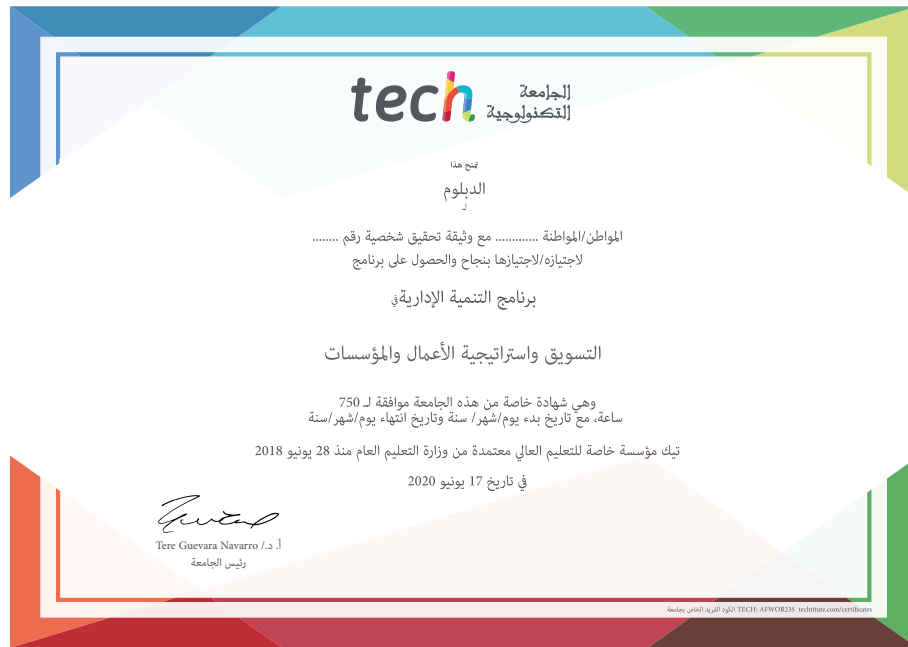 tech الجامعة
التكنولوجية
تمنح هذا
الدبلوم
لـ
المواطن/المواطنة ............. مع وثيقة تحقيق شخصية رقم ........
لاجتيازه/لاجتيازها بنجاح والحصول على برنامج
برنامج التنمية الإدارية في
التسويق واستراتيجية الأعمال والمؤسسات
وهي شهادة خاصة من هذه الجامعة موافقة لـ 750
ساعة، مع تاريخ بدء يوم/شهر/ سنة وتاريخ انتهاء يوم/شهر/سنة
تيك مؤسسة خاصة للتعليم العالي معتمدة من وزارة التعليم العام منذ 28 يونيو 2018
في تاريخ 17 يونيو 2020
أ. د./ Tere Guevara Navarro
رئيس الجامعة
الكود الفريد الخاص بجامعة TECH: AFWOR235 techtitute.com/certificates